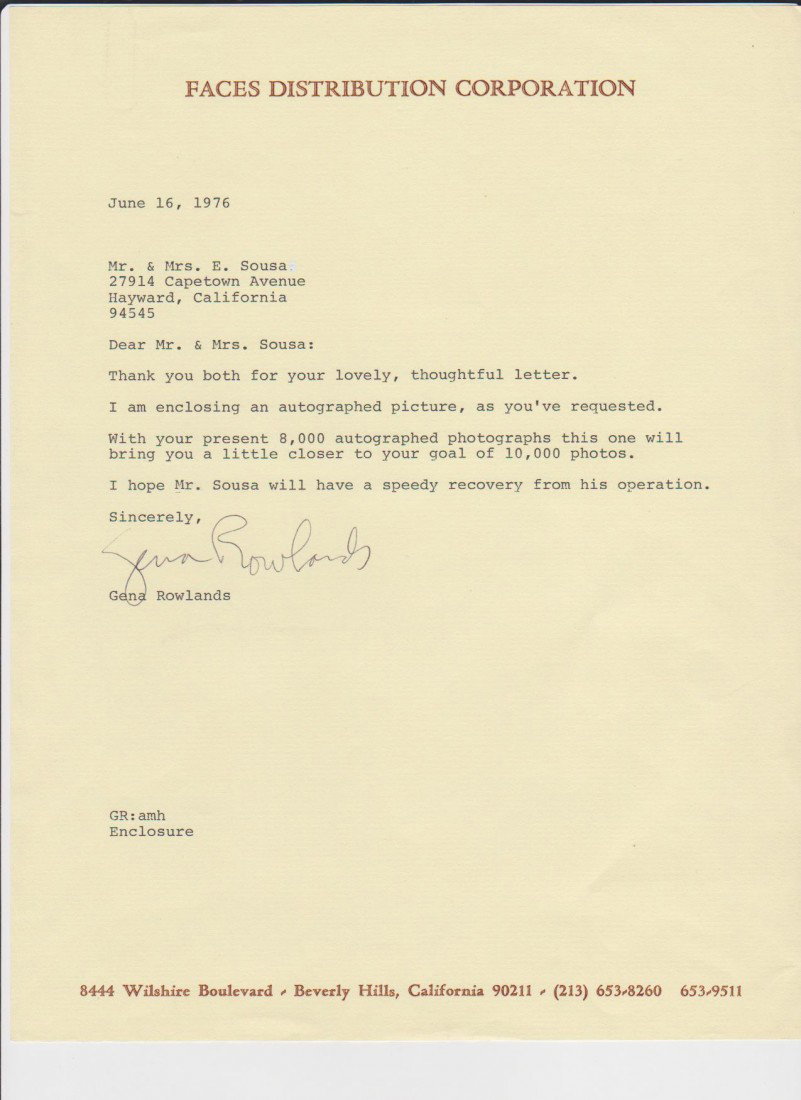 FACES DISTRIBUTION CORPORATION
June 16, 1976
Mr. & Mrs. E. Sousa
27914 Capetown Avenue
Hayward, California
94545
Dear Mr. & Mrs. Sousa:
Thank you both for your lovely, thoughtful letter.
I am enclosing an autographed picture, as you've requested.
With your present 8,000 autographed photographs this one will
bring you a little closer to your goal of 10,000 photos.
I hope Mr. Sousa will have a speedy recovery from his operation.
Sincerely,
Gena Rowlands
Gena Rowlands
GR:amh
Enclosure
8444 Wilshire Boulevard - Beverly Hills, California 90211 - (213) 653-8260 653-9511